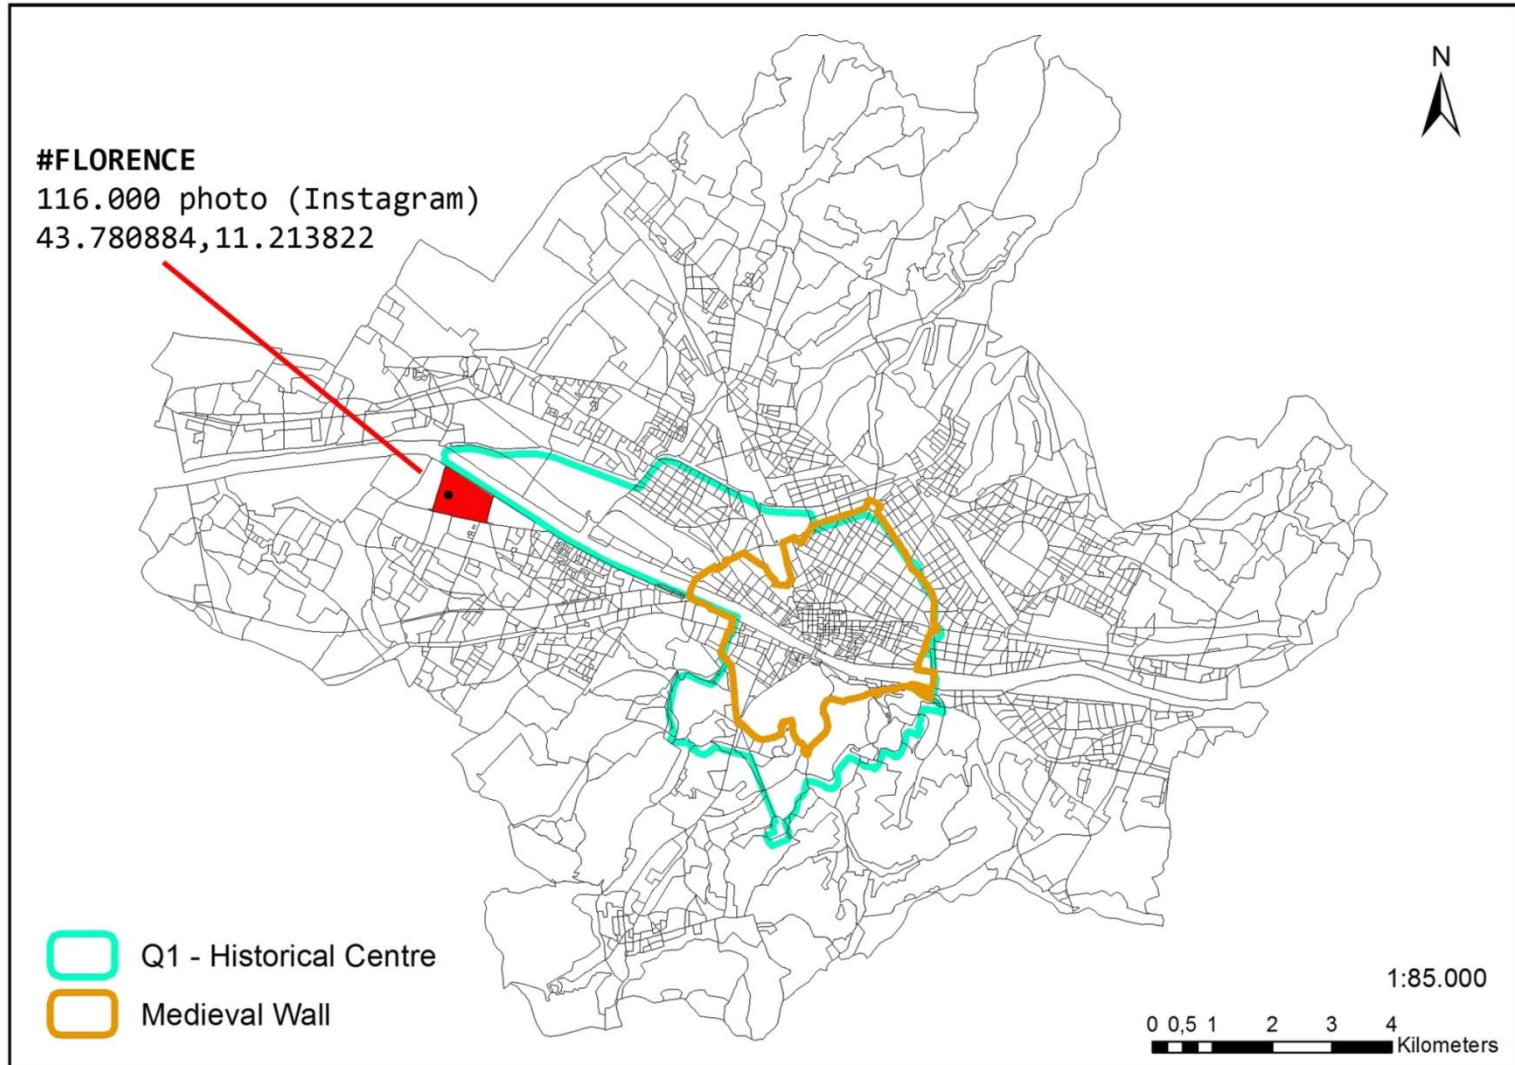 N
#FLORENCE
116.000 photo (Instagram)
43.780884,11.213822
Q1 - Historical Centre
Medieval Wall
1:85.000
0 0,5 1 2 3 4
Kilometers